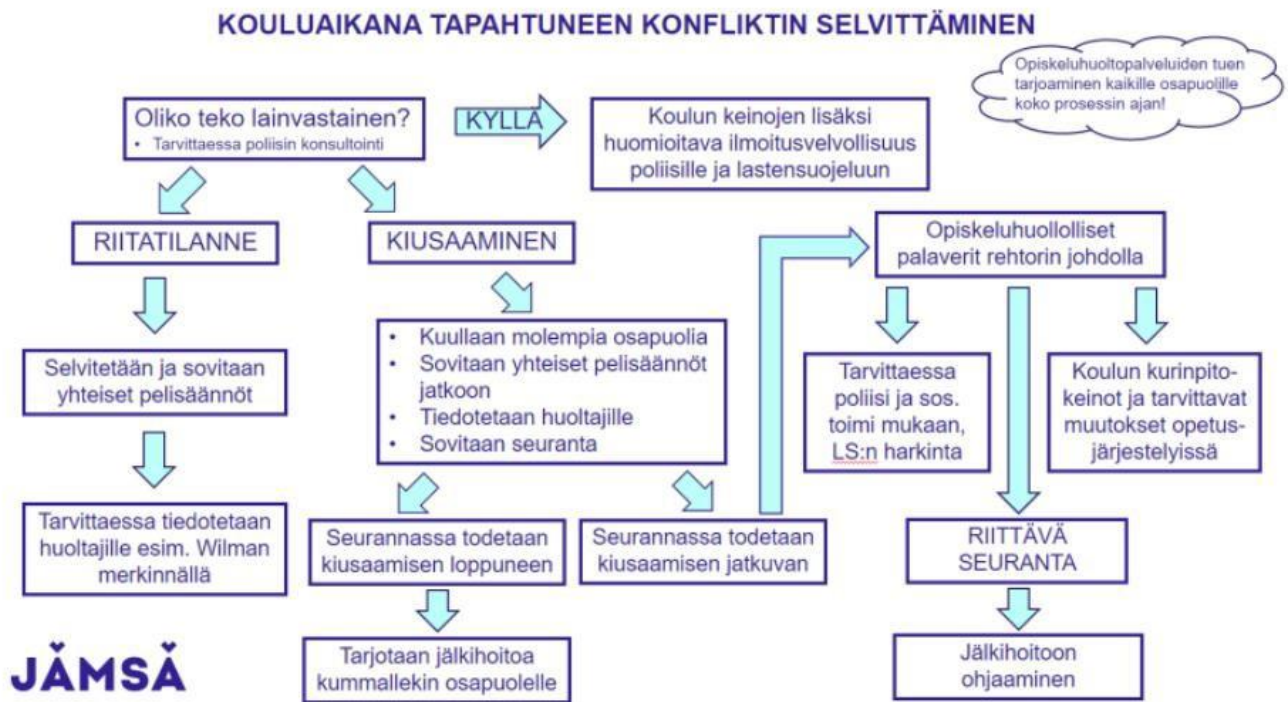 KOULUAIKANA TAPAHTUNEEN KONFLIKTIN SELVITTÄMINEN
Opiskeluhuoltopalveluiden tuen
tarjoaminen kaikille osapuolille
koko prosessin ajan!
Oliko teko lainvastainen?
• Tarvittaessa poliisin konsultointi
KYLLÄ
Koulun keinojen lisäksi
huomioitava ilmoitusvelvollisuus
poliisille ja lastensuojeluun
RIITATILANNE
KIUSAAMINEN
Opiskeluhuollolliset
palaverit rehtorin johdolla
Selvitetään ja sovitaan
yhteiset pelisäännöt
• Kuullaan molempia osapuolia
• Sovitaan yhteiset pelisäännöt
jatkoon
• Tiedotetaan huoltajille
• Sovitaan seuranta
Tarvittaessa
poliisi ja sos.
toimi mukaan,
LS:n harkinta
Koulun kurinpito-
keinot ja tarvittavat
muutokset opetus-
järjestelyissä
Tarvittaessa tiedotetaan
huoltajille esim. Wilman
merkinnällä
Seurannassa todetaan
kiusaamisen loppuneen
Seurannassa todetaan
kiusaamisen jatkuvan
RIITTÄVÄ
SEURANTA
Tarjotaan jälkihoitoa
kummallekin osapuolelle
Jälkihoitoon
ohjaaminen
JÄMSÄ